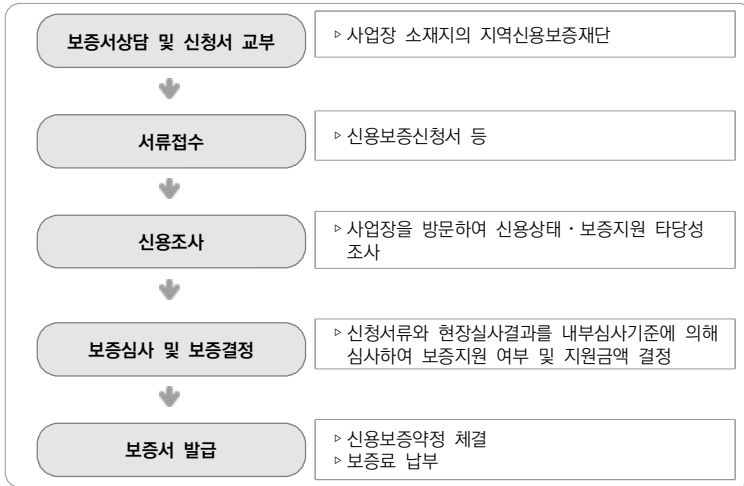 보증서상담 및 신청서 교부
▹ 사업장 소재지의 지역신용보증재단
서류접수
▹ 신용보증신청서 등
신용조사
▹ 사업장을 방문하여 신용상태・보증지원 타당성
조사
보증심사 및 보증결정
▹ 신청서류와 현장실사결과를 내부심사기준에 의해
심사하여 보증지원 여부 및 지원금액 결정
보증서 발급
▹ 신용보증약정 체결
▹ 보증료 납부